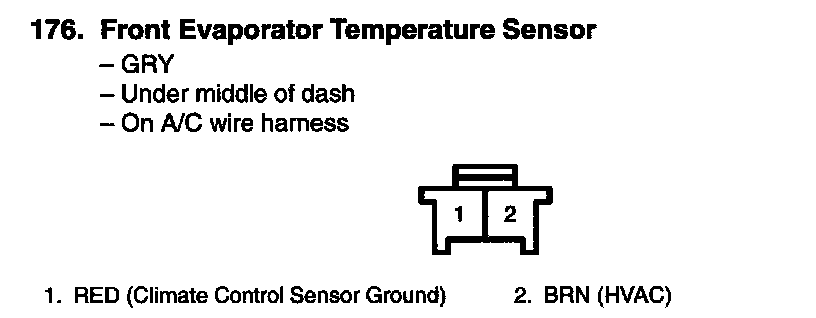 176. Front Evaporator Temperature Sensor
– GRY
– Under middle of dash
– On A/C wire harness
1 2
1. RED (Climate Control Sensor Ground) 2. BRN (HVAC)